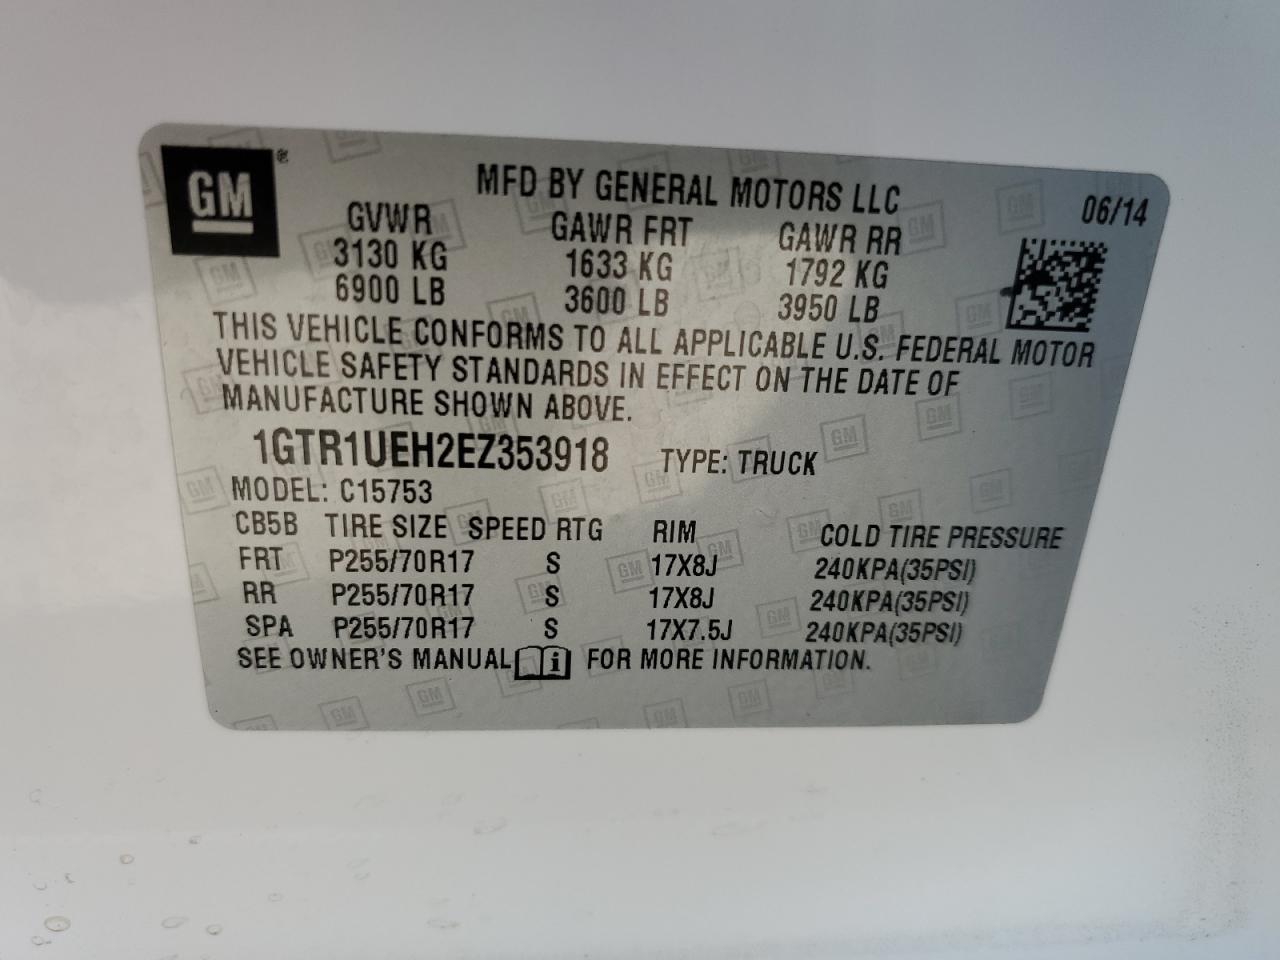 GM®
MFD BY GENERAL MOTORS LLC 06/14
GVWR GAWR FRT GAWR RR
3130 KG 1633 KG 1792 KG
6900 LB 3600 LB 3950 LB
THIS VEHICLE CONFORMS TO ALL APPLICABLE U.S. FEDERAL MOTOR
VEHICLE SAFETY STANDARDS IN EFFECT ON THE DATE OF
MANUFACTURE SHOWN ABOVE.
1GTR1UEH2EZ353918 TYPE: TRUCK
MODEL: C15753
CB5B TIRE SIZE SPEED RTG RIM COLD TIRE PRESSURE
FRT P255/70R17 S 17X8J 240KPA(35PSI)
RR P255/70R17 S 17X8J 240KPA(35PSI)
SPA P255/70R17 S 17X7.5J 240KPA(35PSI)
SEE OWNER'S MANUAL i FOR MORE INFORMATION.